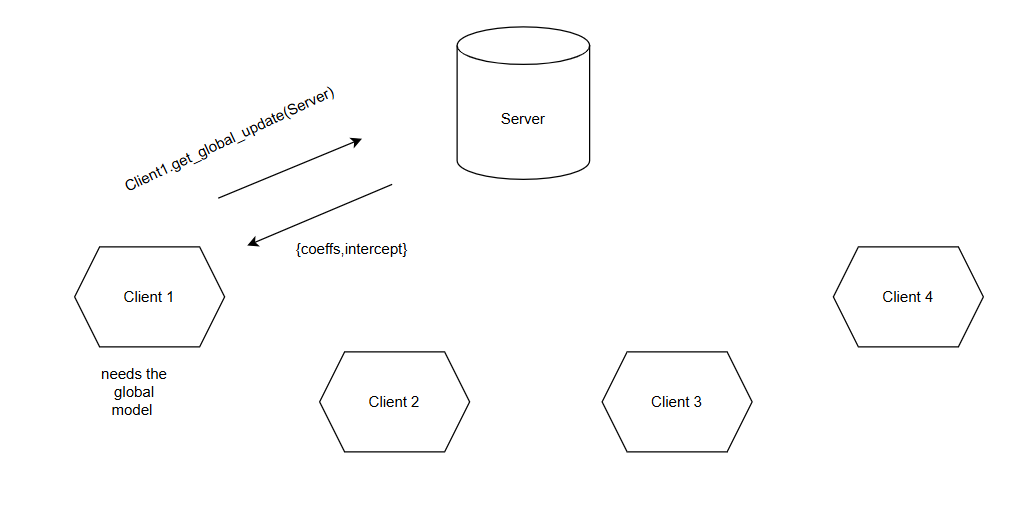 Server
Client1.get_global_update(Server)
{coeffs,intercept}
Client 1
Client 4
needs the
global
model
Client 2
Client 3